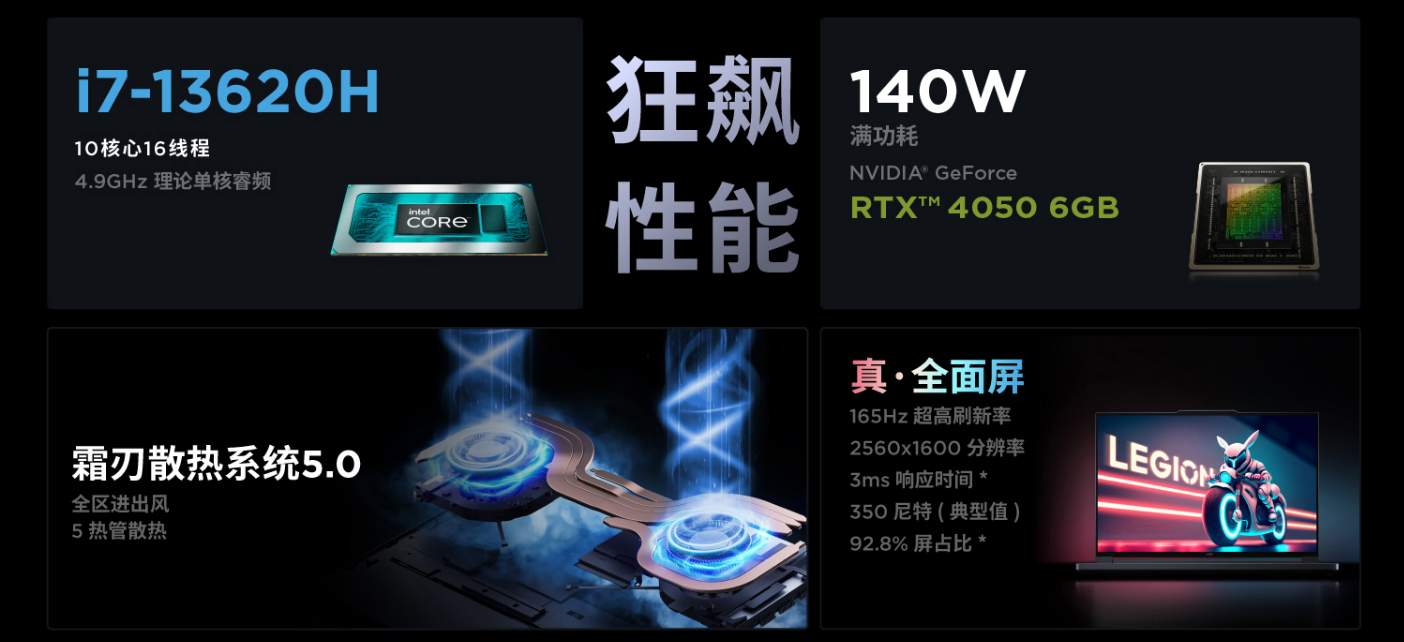 i7-13620H
10核心16线程
4.9GHz 理论单核睿频
intel
CORE
狂飙
性能
140W
满功耗
NVIDIA® GeForce
RTX™ 4050 6GB
霜刃散热系统5.0
全区进出风
5 热管散热
真·全面屏
165Hz 超高刷新率
2560x1600 分辨率
3ms 响应时间 *
350 尼特 ( 典型值 )
92.8% 屏占比 *
LEGION